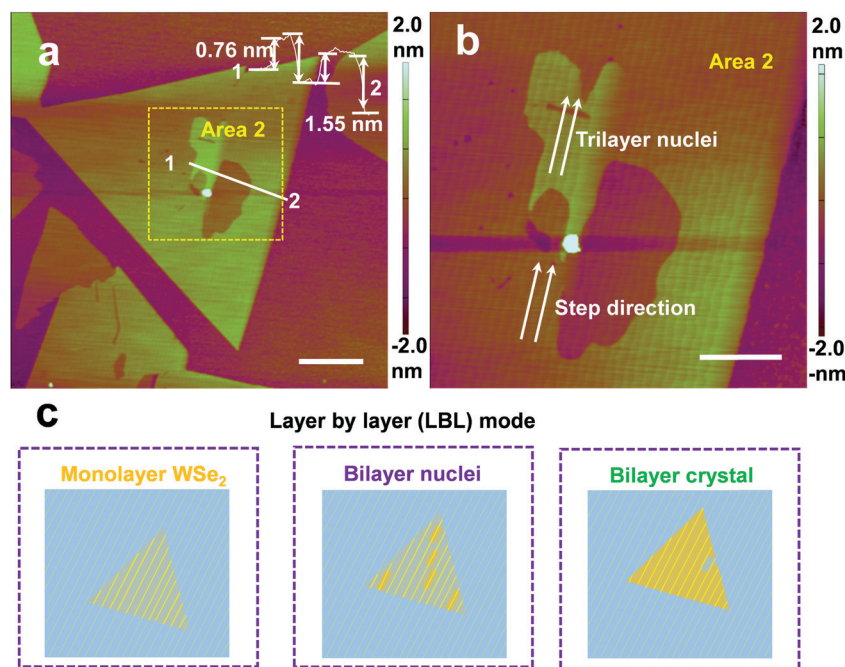 a
0.76 nm
1
2
1.55 nm
Area 2
1
2
2.0
nm
-2.0
nm
b
Area 2
Trilayer nuclei
Step direction
2.0
nm
-2.0
-nm
c
Layer by layer (LBL) mode
Monolayer WSe₂
Bilayer nuclei
Bilayer crystal